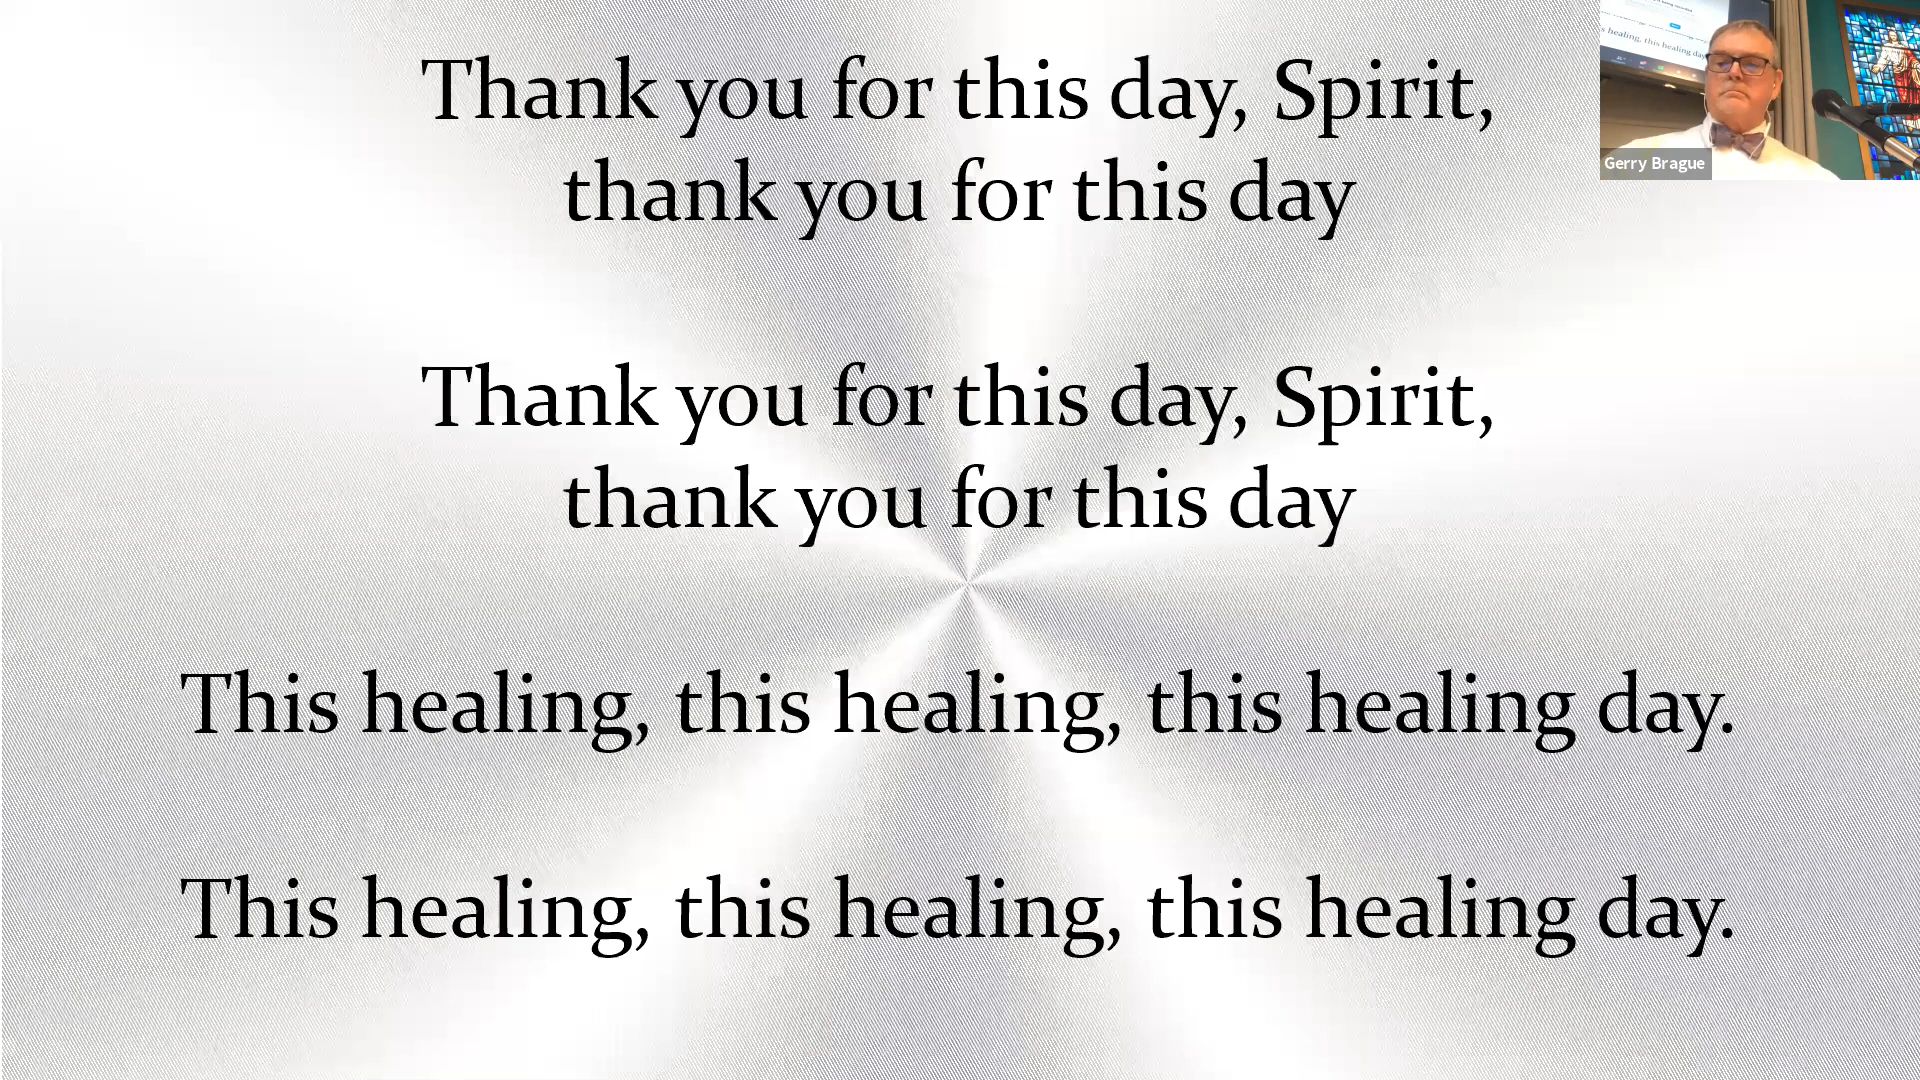 Thank you for this day, Spirit,
thank you for this day
Thank you for this day, Spirit,
thank you for this day
This healing, this healing, this healing day.
This healing, this healing, this healing day.
Gerry Brague